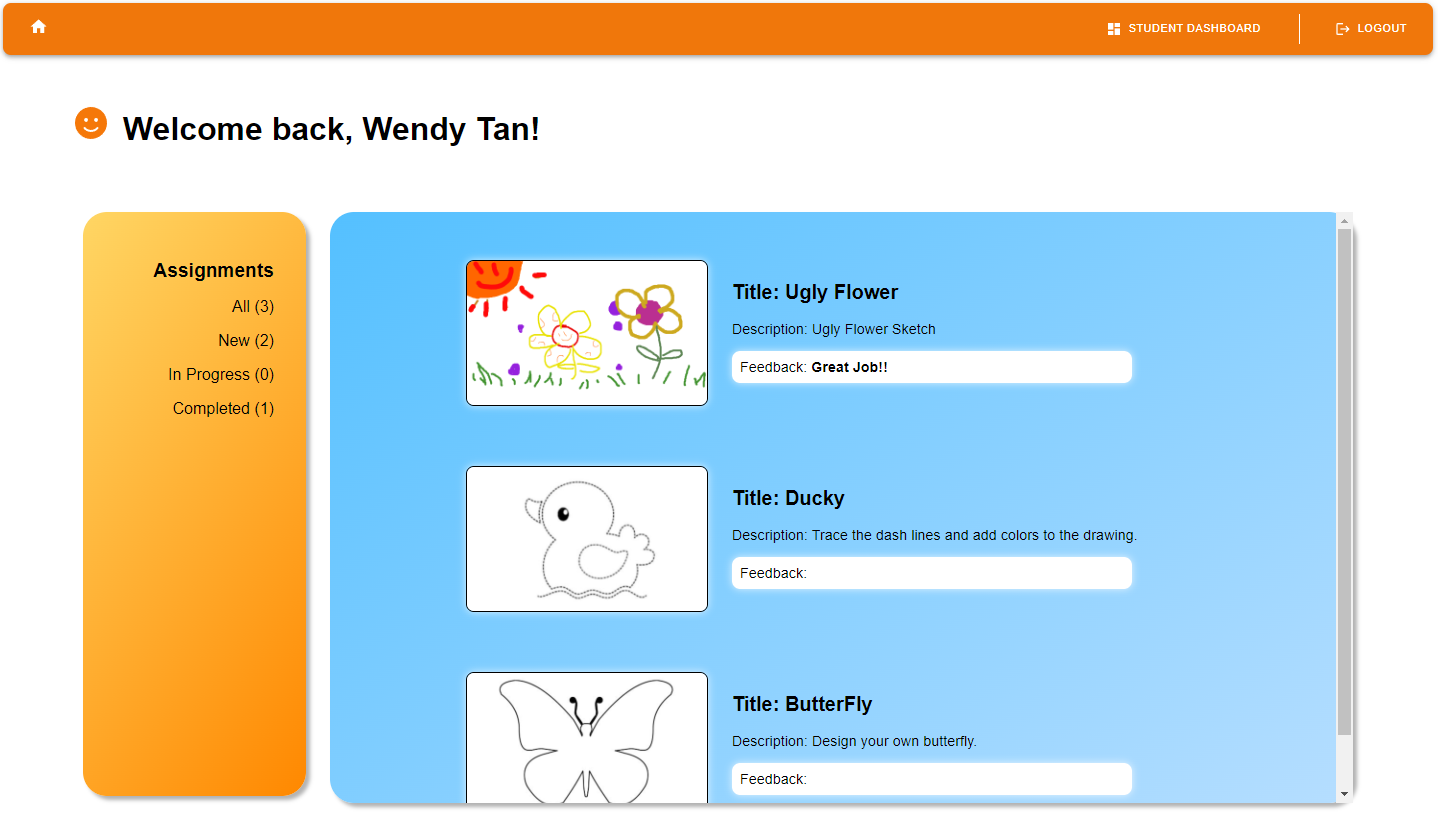 STUDENT DASHBOARD
LOGOUT
Welcome back, Wendy Tan!
Assignments
All (3)
New (2)
In Progress (0)
Completed (1)
Title: Ugly Flower
Description: Ugly Flower Sketch
Feedback: Great Job!!
Title: Ducky
Description: Trace the dash lines and add colors to the drawing.
Feedback:
Title: ButterFly
Description: Design your own butterfly.
Feedback: